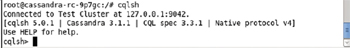 root@cassandra-rc-9p7gc:/# cqlsh
Connected to Test Cluster at 127.0.0.1:9042.
[cqlsh 5.0.1 | Cassandra 3.1.1 | CQL spec 3.3.1 | Native protocol v4]
Use HELP for help.
cqlsh>